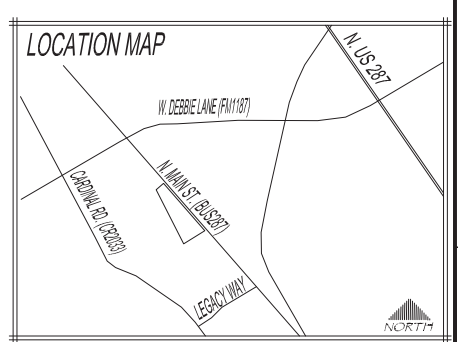 LOCATION MAP
N. US 287
W. DEBBIE LANE (FM1187)
CARDINAL RD. (CR2033)
N. MAIN ST. (BUS287)
LEGACY WAY
NORTH